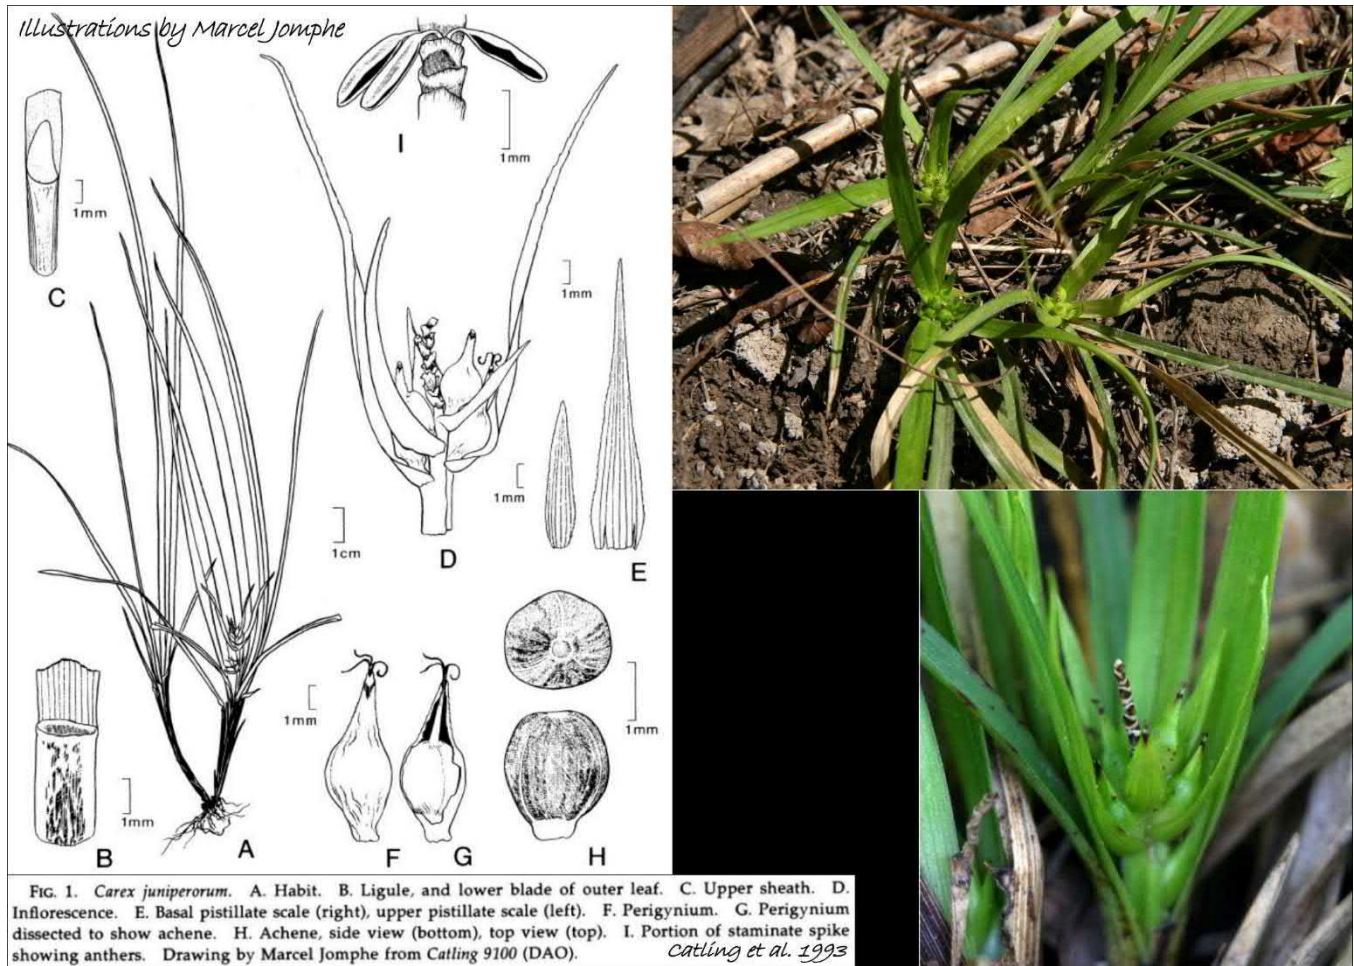 Illustrations by Marcel Jomphe
I
1mm
C
1mm
1mm
1mm
D
E
1cm
A
B
1mm
F
G
1mm
H
1mm
FIG. 1. Carex juniperorum. A. Habit. B. Ligule, and lower blade of outer leaf. C. Upper sheath. D.
Inflorescence. E. Basal pistillate scale (right), upper pistillate scale (left). F. Perigynium. G. Perigynium
dissected to show achene. H. Achene, side view (bottom), top view (top). I. Portion of staminate spike
showing anthers. Drawing by Marcel Jomphe from Catling 9100 (DAO).
Catling et al. 1993